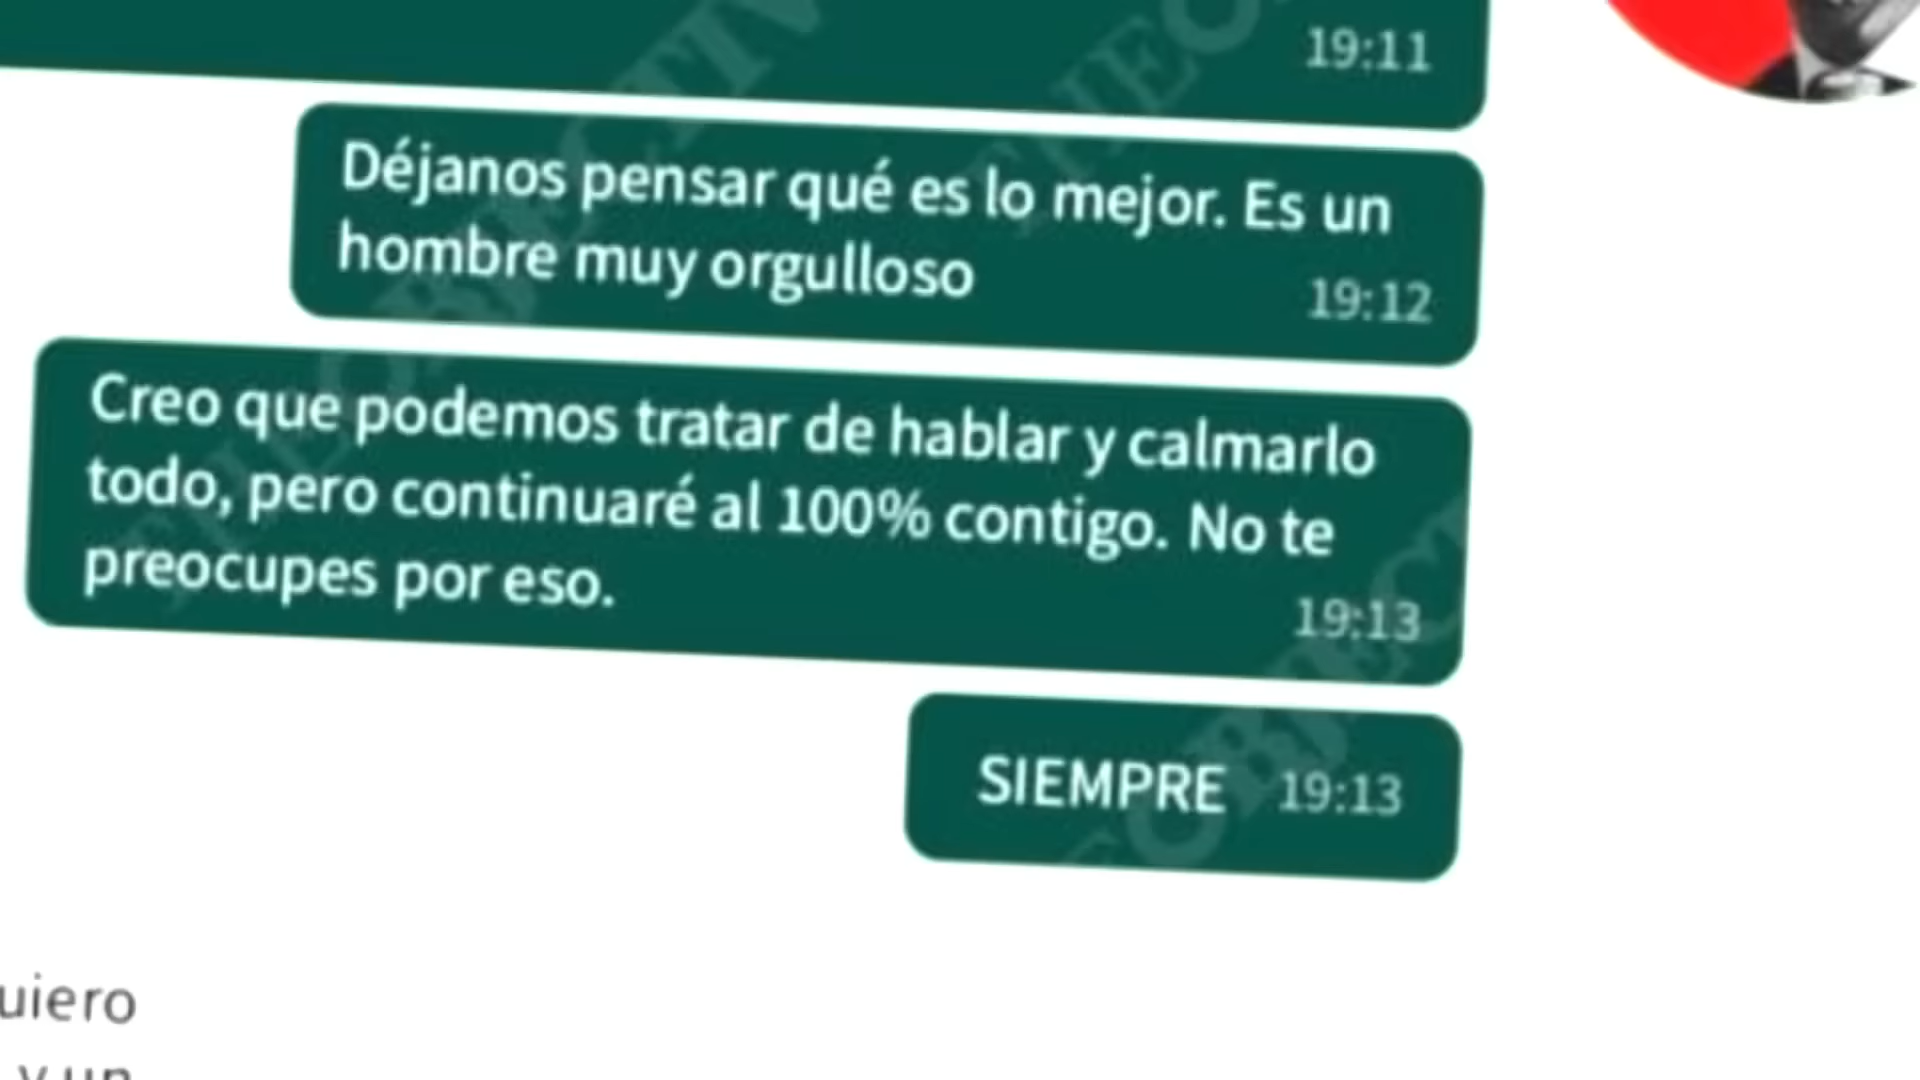 19:11
Déjanos pensar qué es lo mejor. Es un
hombre muy orgulloso
19:12
Creo que podemos tratar de hablar y calmarlo
todo, pero continuaré al 100% contigo. No te
preocupes por eso.
19:13
SIEMPRE 19:13
uiero
y un